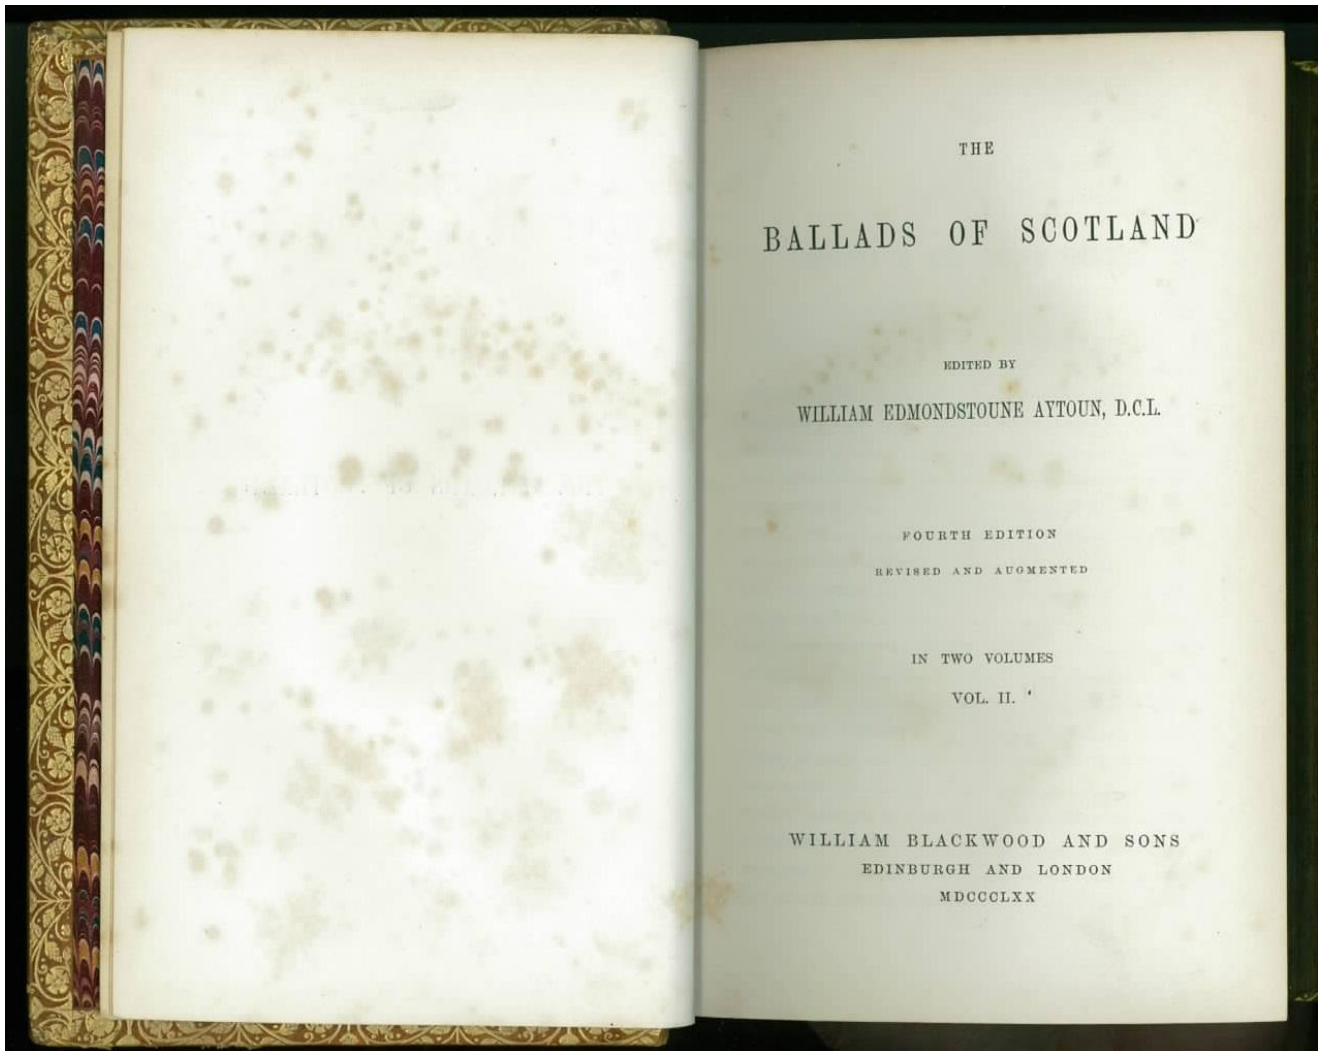 THE
BALLADS OF SCOTLAND
EDITED BY
WILLIAM EDMONDSTOUNE AYTOUN, D.C.L.
FOURTH EDITION
REVISED AND AUGMENTED
IN TWO VOLUMES
VOL. II.
WILLIAM BLACKWOOD AND SONS
EDINBURGH AND LONDON
MDCCCLXX